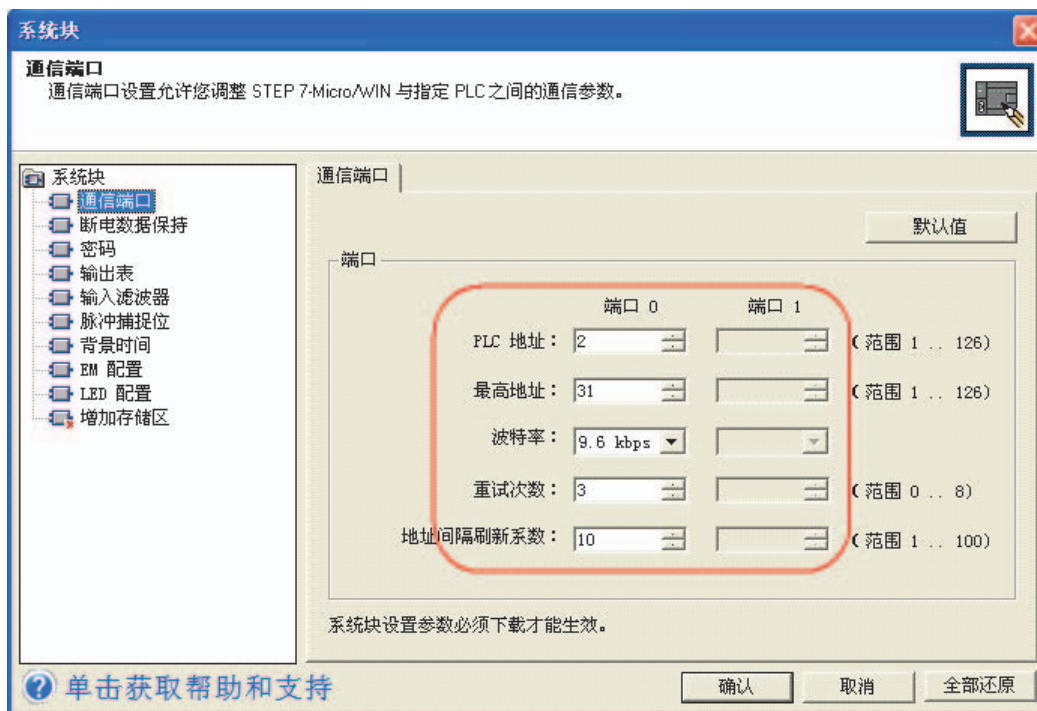 系统块
通信端口
通信端口设置允许您调整 STEP 7-Micro/WIN 与指定 PLC 之间的通信参数。
系统块
通信端口
断电数据保持
密码
输出表
输入滤波器
脉冲捕捉位
背景时间
EM 配置
LED 配置
增加存储区
通信端口
默认值
端口
端口 0 端口 1
PLC 地址： 2 (范围 1 .. 126)
最高地址： 31 (范围 1 .. 126)
波特率： 9.6 kbps
重试次数： 3 (范围 0 .. 8)
地址间隔刷新系数： 10 (范围 1 .. 100)
系统块设置参数必须下载才能生效。
单击获取帮助和支持
确认 取消 全部还原